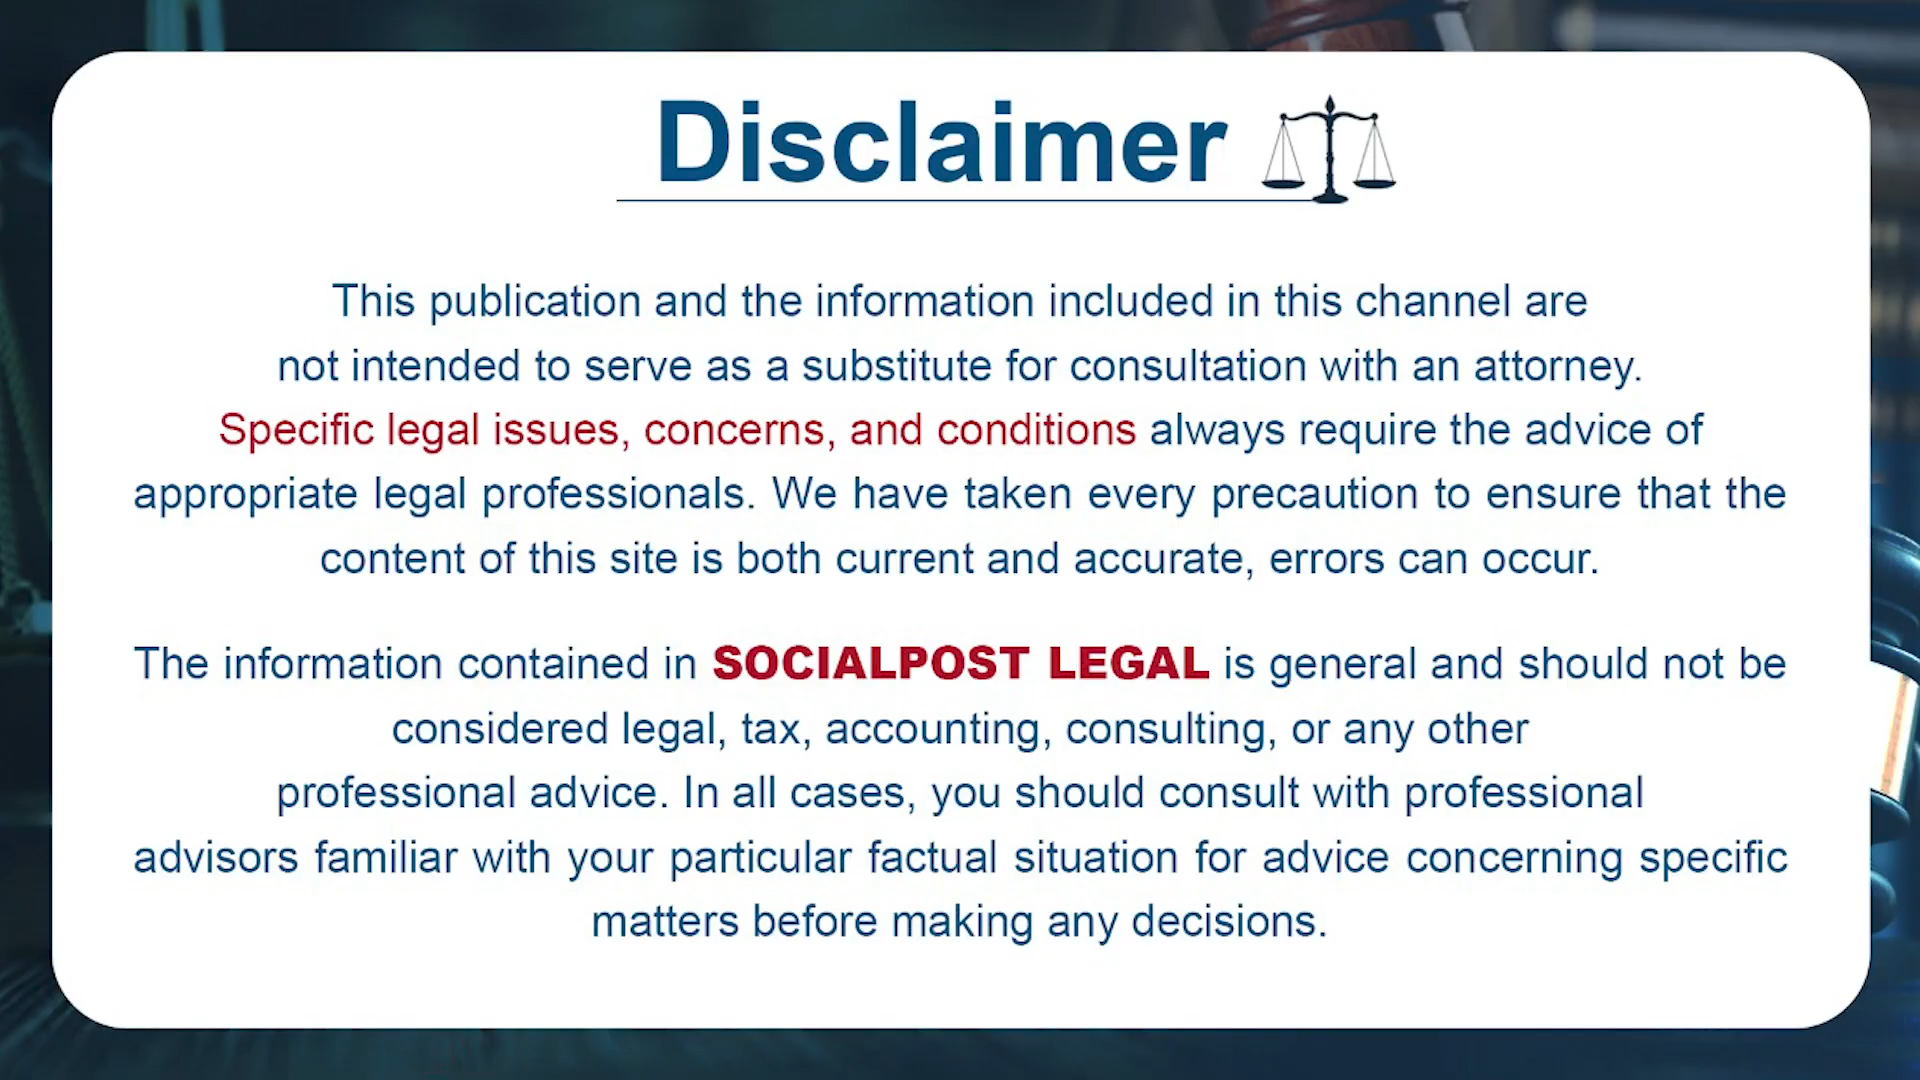 Disclaimer
This publication and the information included in this channel are
not intended to serve as a substitute for consultation with an attorney.
Specific legal issues, concerns, and conditions always require the advice of
appropriate legal professionals. We have taken every precaution to ensure that the
content of this site is both current and accurate, errors can occur.
The information contained in SOCIALPOST LEGAL is general and should not be
considered legal, tax, accounting, consulting, or any other
professional advice. In all cases, you should consult with professional
advisors familiar with your particular factual situation for advice concerning specific
matters before making any decisions.